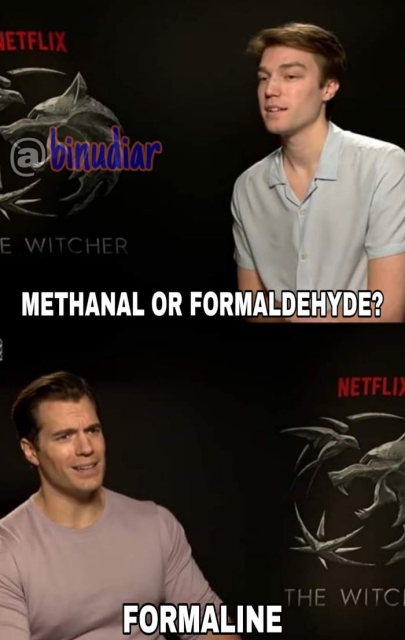 NETFLIX
@binudiar
E WITCHER
METHANAL OR FORMALDEHYDE?
NETFLIX
THE WITC
FORMALINE